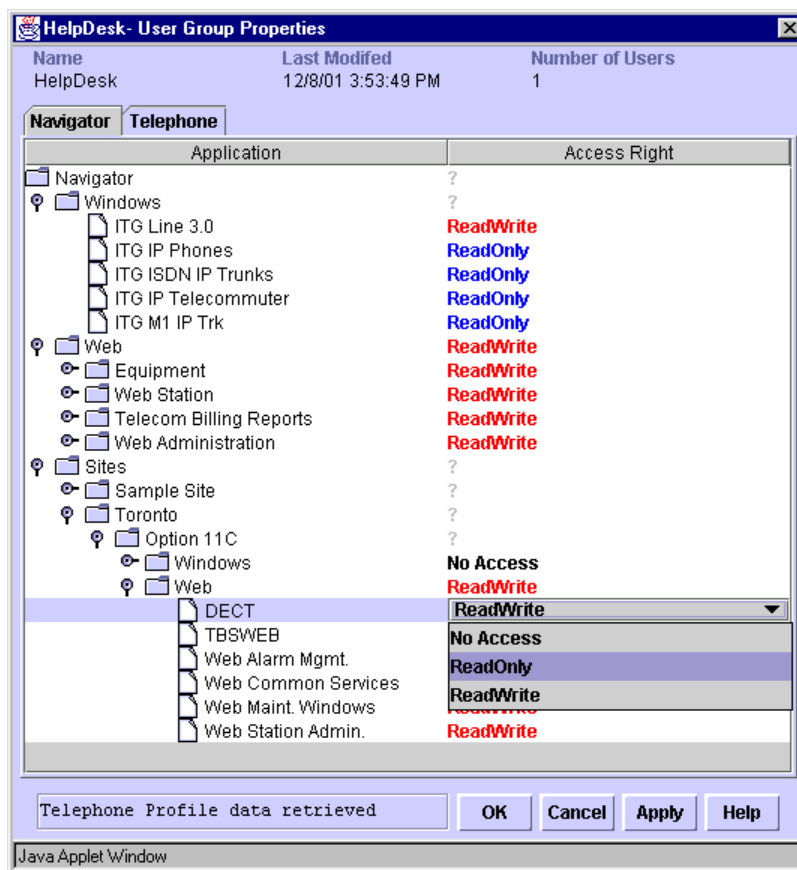 HelpDesk- User Group Properties
Name Last Modifed Number of Users
HelpDesk 12/8/01 3:53:49 PM 1
Navigator Telephone
Application Access Right
Navigator ?
Windows ?
ITG Line 3.0 ReadWrite
ITG IP Phones ReadOnly
ITG ISDN IP Trunks ReadOnly
ITG IP Telecommuter ReadOnly
ITG M1 IP Trk ReadOnly
Web ReadWrite
Equipment ReadWrite
Web Station ReadWrite
Telecom Billing Reports ReadWrite
Web Administration ReadWrite
Sites ?
Sample Site ?
Toronto ?
Option 11C ?
Windows No Access
Web ReadWrite
DECT ReadWrite
TBSWEB No Access
Web Alarm Mgmt. ReadOnly
Web Common Services ReadWrite
Web Maint. Windows
Web Station Admin. ReadWrite
Telephone Profile data retrieved OK Cancel Apply Help
Java Applet Window